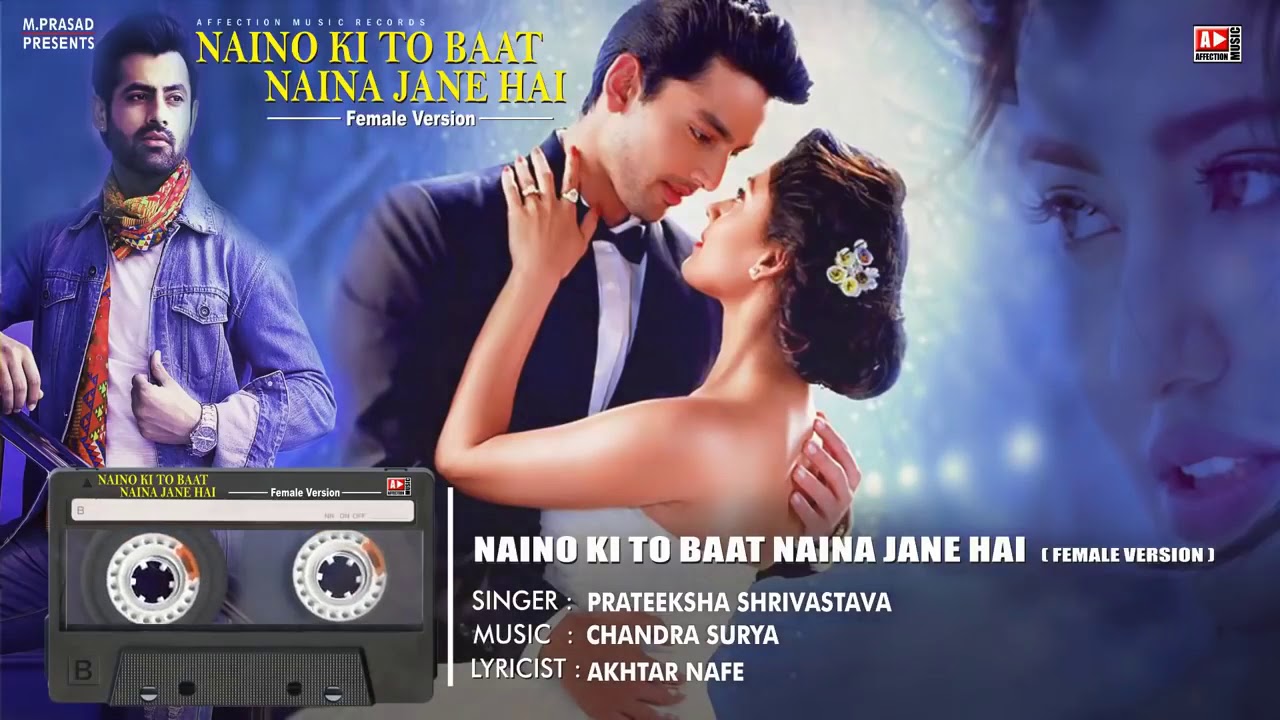 M.PRASAD
PRESENTS
AFFECTION MUSIC RECORDS
NAINO KI TO BAAT
NAINA JANE HAI
Female Version
A
AFFECTION
MUSIC
NAINO KI TO BAAT
NAINA JANE HAI
Female Version
A
AFFECTION
MUSIC
B
NR ON OFF
B
NAINO KI TO BAAT NAINA JANE HAI ( FEMALE VERSION )
SINGER : PRATEEKSHA SHRIVASTAVA
MUSIC : CHANDRA SURYA
LYRICIST : AKHTAR NAFE